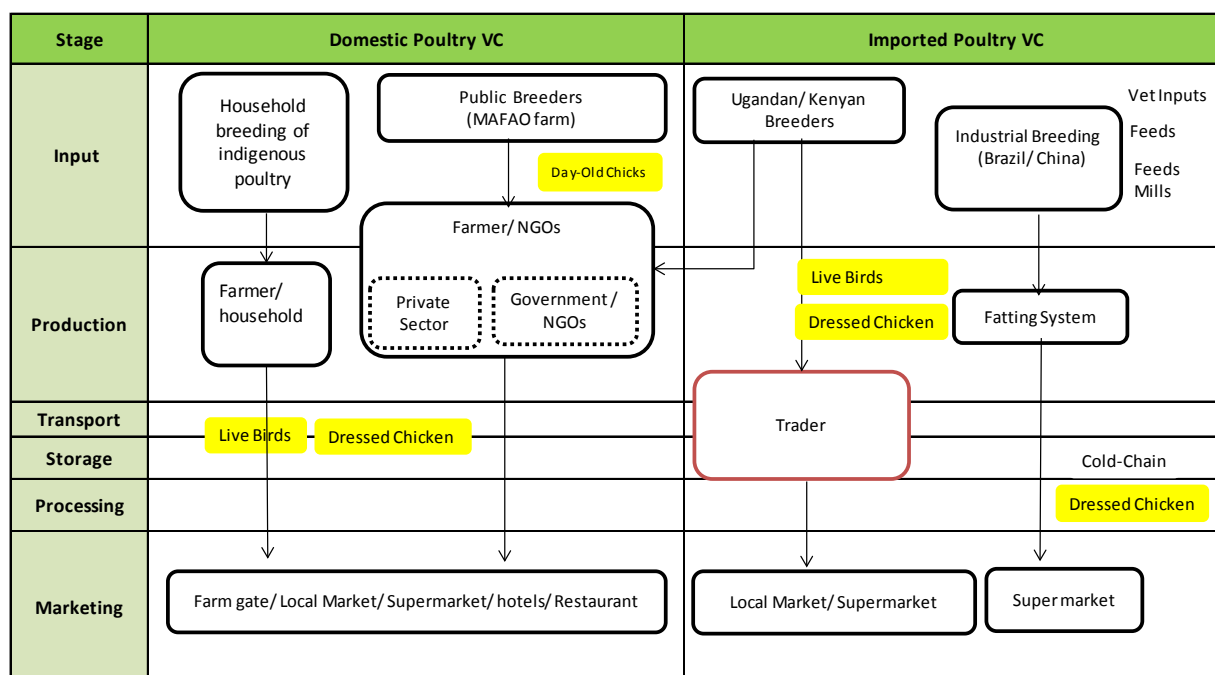 Stage
Domestic Poultry VC
Imported Poultry VC
Input
Household
breeding of
indigenous
poultry
Public Breeders
(MAFAO farm)
Day-Old Chicks
Farmer/ NGOs
Ugandan/ Kenyan
Breeders
Industrial Breeding
(Brazil/ China)
Vet Inputs
Feeds
Feeds
Mills
Production
Farmer/
household
Private
Sector
Government /
NGOs
Live Birds
Dressed Chicken
Fatting System
Transport
Storage
Processing
Live Birds
Dressed Chicken
Trader
Cold-Chain
Dressed Chicken
Marketing
Farm gate/ Local Market/ Supermarket/ hotels/ Restaurant
Local Market/ Supermarket
Super market